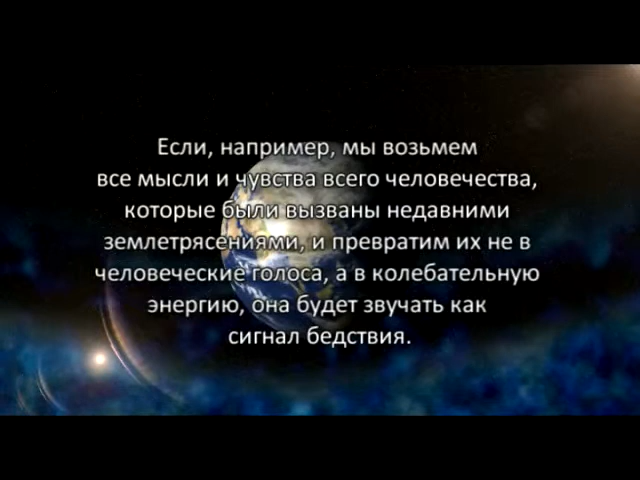 Если, например, мы возьмем
все мысли и чувства всего человечества,
которые были вызваны недавними
землетрясениями, и превратим их не в
человеческие голоса, а в колебательную
энергию, она будет звучать как
сигнал бедствия.